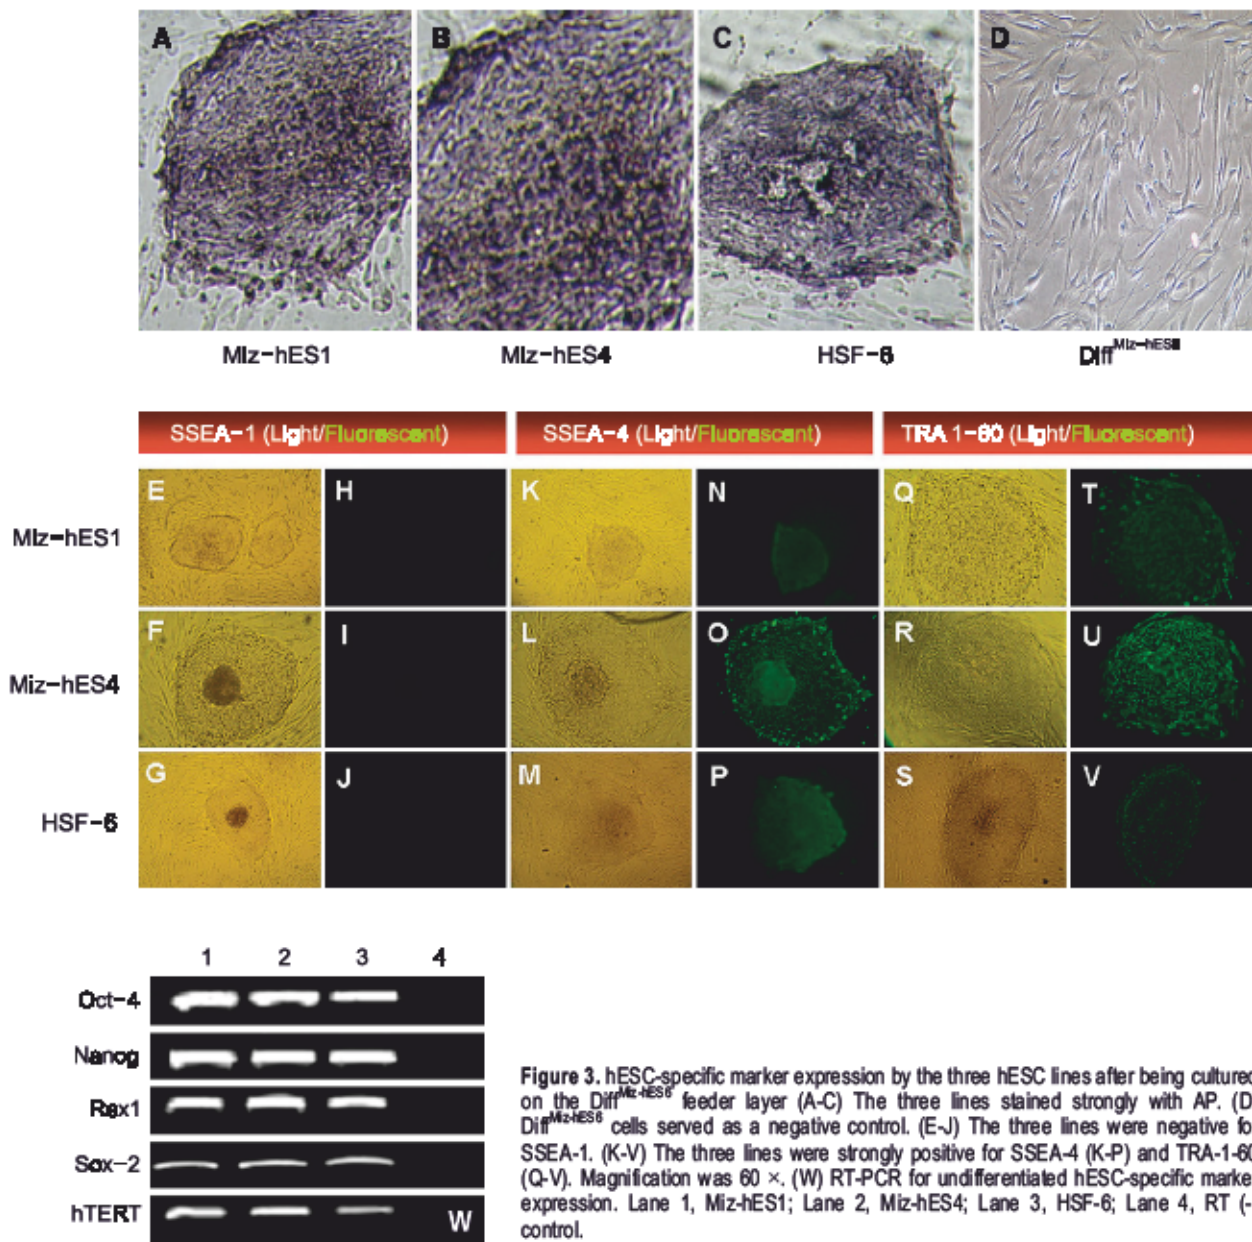 A B C D
Miz-hES1 Miz-hES4 HSF-6 Diff^Miz-hES6
SSEA-1 (Light/Fluorescent) SSEA-4 (Light/Fluorescent) TRA 1-60 (Light/Fluorescent)
E H K N Q T
Miz-hES1
F I L O R U
Miz-hES4
G J M P S V
HSF-6
1 2 3 4
Oct-4
Nanog
Rex1
Sox-2
hTERT
W
Figure 3. hESC-specific marker expression by the three hESC lines after being cultured
on the Diff^Miz-hES6 feeder layer (A-C) The three lines stained strongly with AP. (D
Diff^Miz-hES6 cells served as a negative control. (E-J) The three lines were negative fo
SSEA-1. (K-V) The three lines were strongly positive for SSEA-4 (K-P) and TRA-1-60
(Q-V). Magnification was 60 ×. (W) RT-PCR for undifferentiated hESC-specific marke
expression. Lane 1, Miz-hES1; Lane 2, Miz-hES4; Lane 3, HSF-6; Lane 4, RT (-
control.